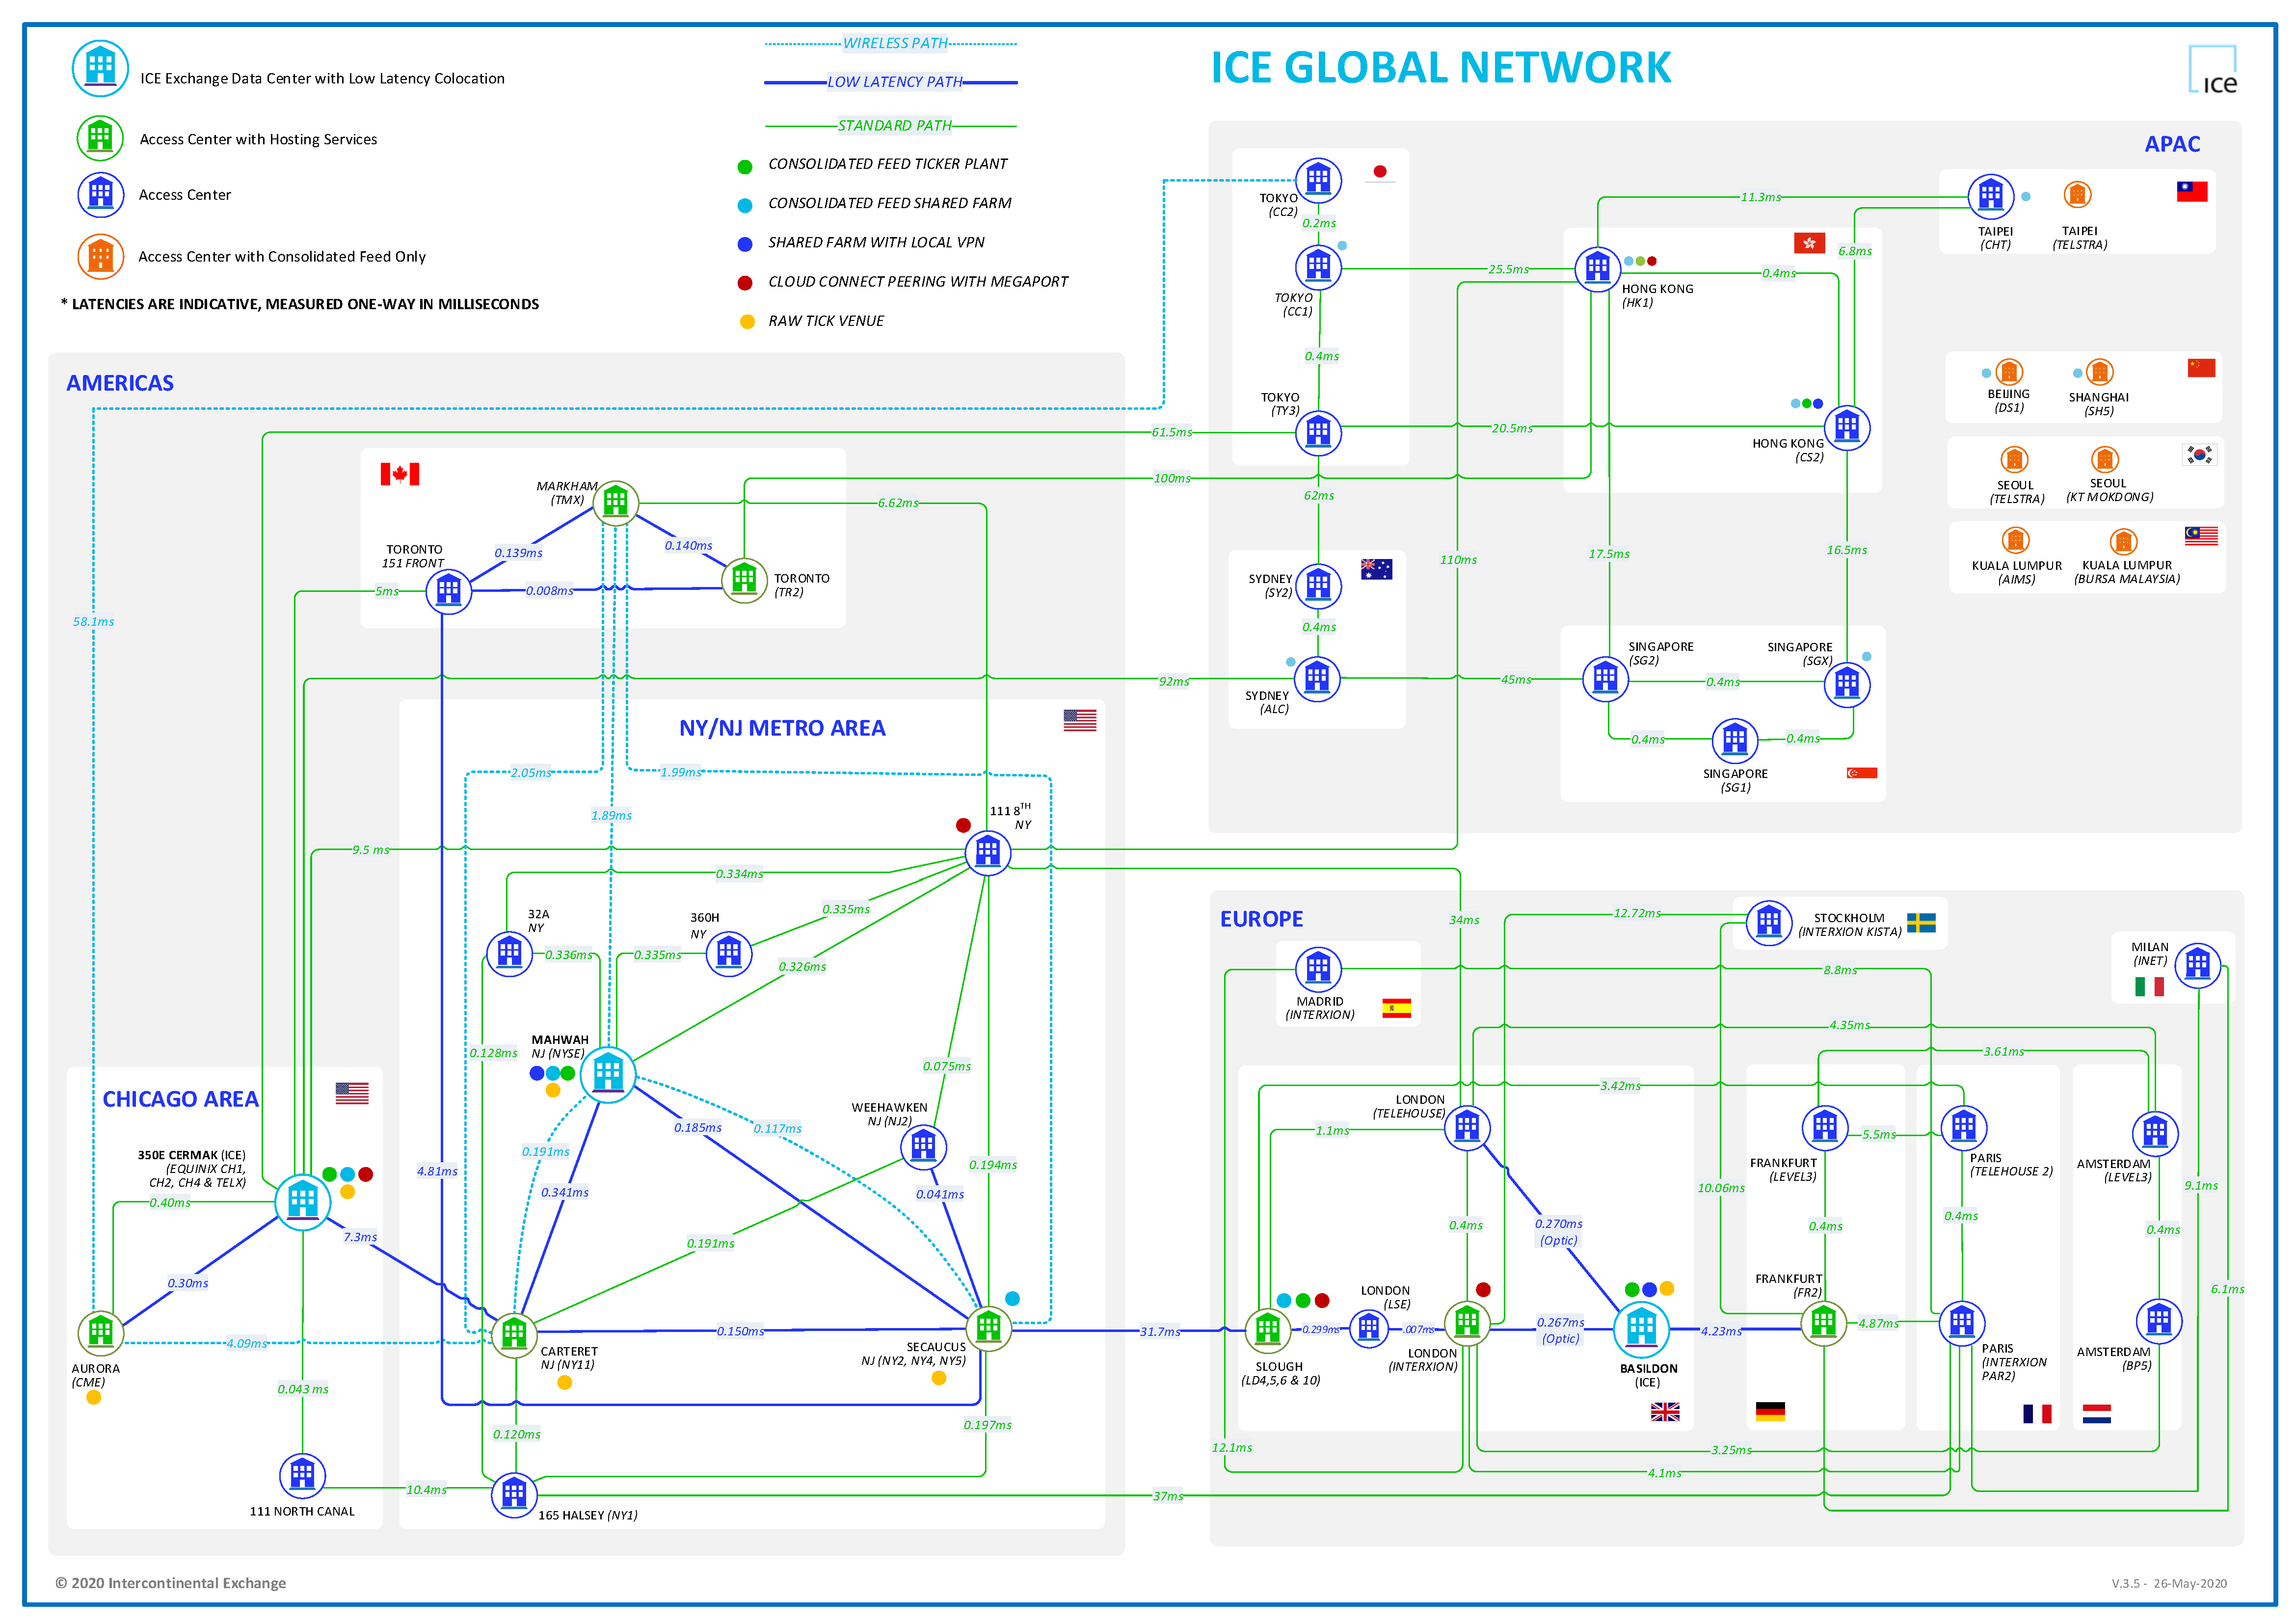 ICE GLOBAL NETWORK
ice
ICE Exchange Data Center with Low Latency Colocation
Access Center with Hosting Services
Access Center
Access Center with Consolidated Feed Only
* LATENCIES ARE INDICATIVE, MEASURED ONE-WAY IN MILLISECONDS
WIRELESS PATH
LOW LATENCY PATH
STANDARD PATH
CONSOLIDATED FEED TICKER PLANT
CONSOLIDATED FEED SHARED FARM
SHARED FARM WITH LOCAL VPN
CLOUD CONNECT PEERING WITH MEGAPORT
RAW TICK VENUE
AMERICAS
58.1ms
61.5ms
100ms
MARKHAM
(TMX)
6.62ms
TORONTO
151 FRONT
0.139ms
0.140ms
0.008ms
TORONTO
(TR2)
5ms
92ms
NY/NJ METRO AREA
2.05ms
1.99ms
1.89ms
111 8TH
NY
9.5 ms
0.334ms
32A
NY
360H
NY
0.335ms
0.336ms
0.335ms
0.326ms
MAHWAH
NJ (NYSE)
0.128ms
0.075ms
WEEHAWKEN
NJ (NJ2)
0.185ms
0.117ms
0.191ms
0.341ms
4.81ms
0.194ms
0.041ms
0.191ms
0.150ms
CARTERET
NJ (NY11)
SECAUCUS
NJ (NY2, NY4, NY5)
0.120ms
0.197ms
165 HALSEY (NY1)
CHICAGO AREA
350E CERMAK (ICE)
(EQUINIX CH1,
CH2, CH4 & TELX)
0.40ms
7.3ms
0.30ms
4.09ms
AURORA
(CME)
0.043 ms
10.4ms
111 NORTH CANAL
31.7ms
37ms
APAC
TOKYO
(CC2)
0.2ms
TOKYO
(CC1)
0.4ms
TOKYO
(TY3)
62ms
25.5ms
20.5ms
110ms
11.3ms
6.8ms
0.4ms
HONG KONG
(HK1)
HONG KONG
(CS2)
17.5ms
16.5ms
TAIPEI
(CHT)
TAIPEI
(TELSTRA)
BEIJING
(DS1)
SHANGHAI
(SH5)
SEOUL
(TELSTRA)
SEOUL
(KT MOKDONG)
KUALA LUMPUR
(AIMS)
KUALA LUMPUR
(BURSA MALAYSIA)
SYDNEY
(SY2)
0.4ms
SYDNEY
(ALC)
45ms
SINGAPORE
(SG2)
SINGAPORE
(SGX)
0.4ms
0.4ms
0.4ms
SINGAPORE
(SG1)
EUROPE
34ms
12.72ms
STOCKHOLM
(INTERXION KISTA)
MILAN
(INET)
MADRID
(INTERXION)
8.8ms
4.35ms
3.61ms
3.42ms
LONDON
(TELEHOUSE)
1.1ms
5.5ms
FRANKFURT
(LEVEL3)
PARIS
(TELEHOUSE 2)
AMSTERDAM
(LEVEL3)
10.06ms
9.1ms
0.4ms
0.270ms
(Optic)
0.4ms
0.4ms
0.4ms
6.1ms
FRANKFURT
(FR2)
LONDON
(LSE)
0.299ms
.007ms
0.267ms
(Optic)
4.23ms
4.87ms
SLOUGH
(LD4,5,6 & 10)
LONDON
(INTERXION)
BASILDON
(ICE)
PARIS
(INTERXION
PAR2)
AMSTERDAM
(BP5)
12.1ms
3.25ms
4.1ms
© 2020 Intercontinental Exchange
V.3.5 - 26-May-2020